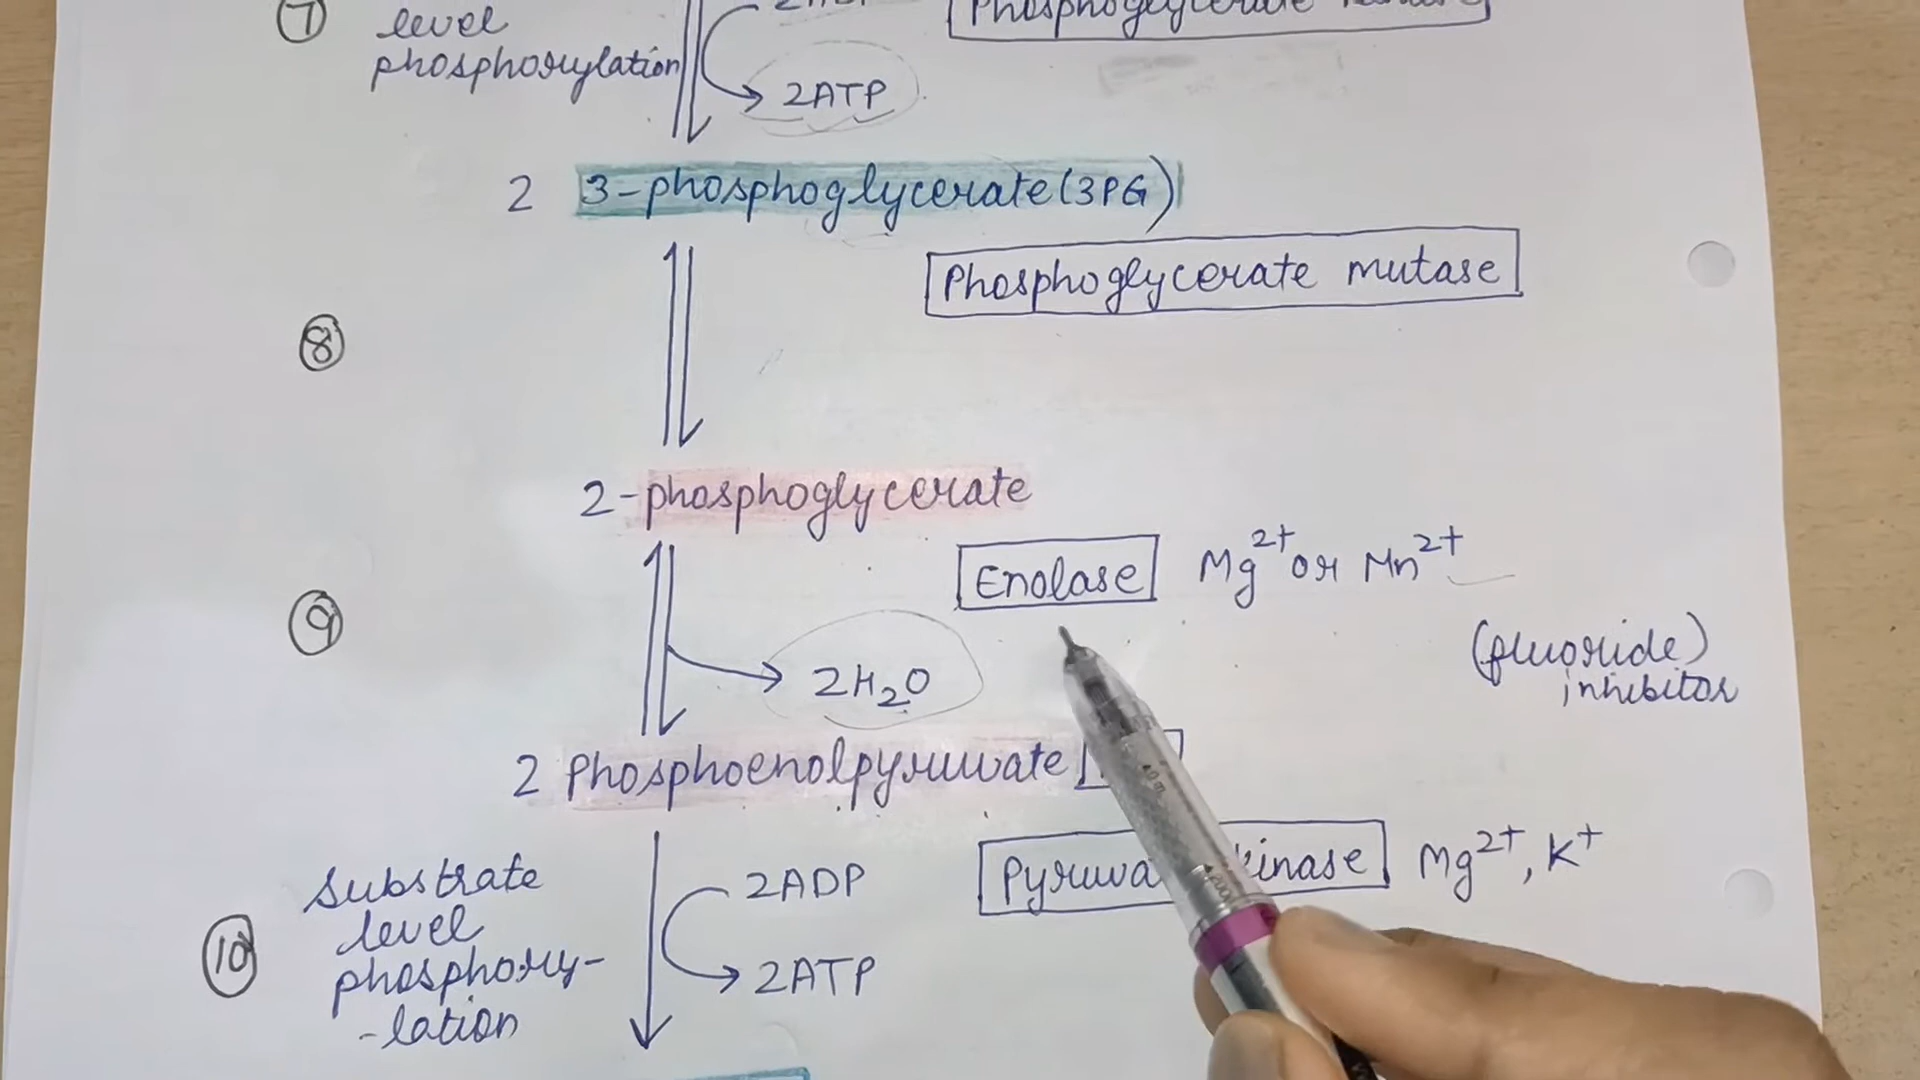 7
level
phosphorylation
2ATP
2 3-phosphoglycerate (3PG)
Phosphoglycerate mutase
8
2-phosphoglycerate
Enolase Mg2+ or Mn2+
9
(fluoride)
inhibitor
2H2O
2 Phosphoenolpyruvate
Kinase Mg2+, K+
2ADP
Substrate
level
10
phosphory-
-lation
2ATP